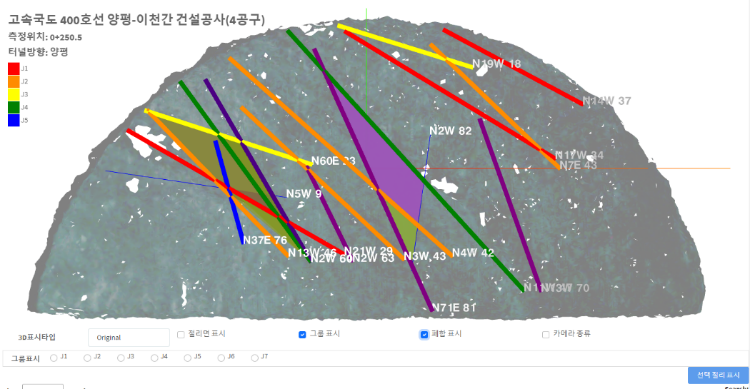 고속국도 400호선 양평-이천간 건설공사(4공구)
측정위치: 0+250.5
터널방향: 양평
J1
J2
J3
J4
J5
N19W 18
N14W 37
N2W 82
N7E 43
N60E 23
N5W 9
N37E 76
N13W 46
N21W 29
N2W 60
N2W 63
N3W 43
N4W 42
N71E 81
3D표시타입
Original
절리면 표시
그룹 표시
폐합 표시
카메라 종류
그룹표시
J1
J2
J3
J4
J5
J6
J7
선택 절리 표시